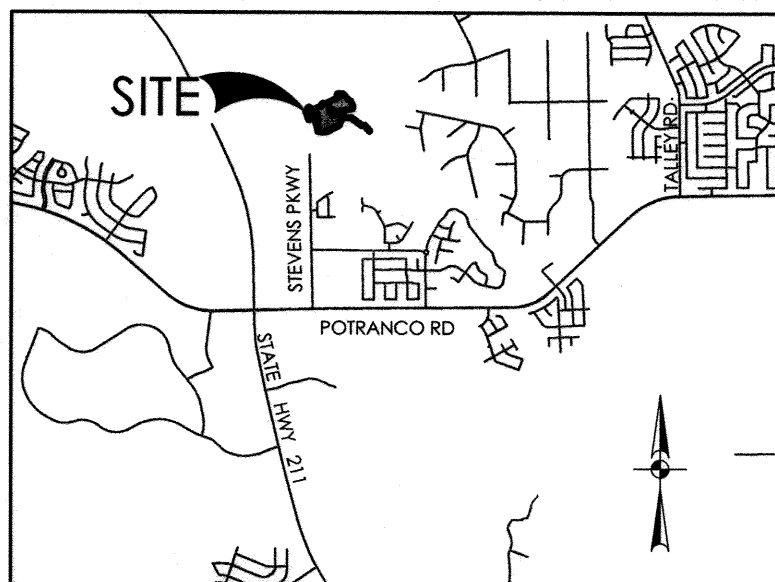 SITE
TALLEY RD.
STEVENS PKWY
POTRANCO RD
STATE HWY 211